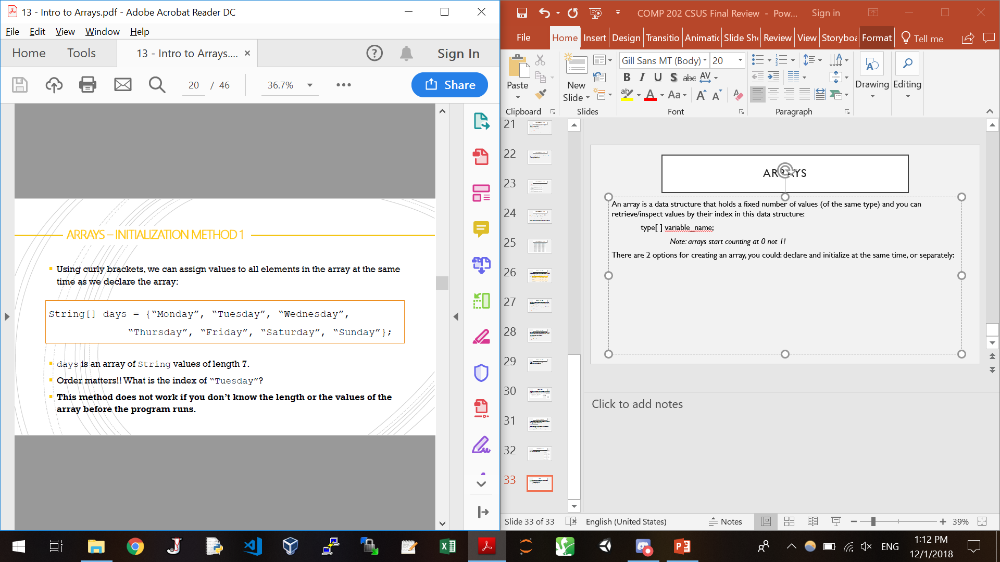 13 - Intro to Arrays.pdf - Adobe Acrobat Reader DC
File Edit View Window Help
Home Tools 13 - Intro to Arrays.... × Sign In
20 / 46 36.7% Share
ARRAYS – INITIALIZATION METHOD 1
Using curly brackets, we can assign values to all elements in the array at the same
time as we declare the array:
String[] days = {“Monday”, “Tuesday”, “Wednesday”,
“Thursday”, “Friday”, “Saturday”, “Sunday”};
days is an array of String values of length 7.
Order matters!! What is the index of “Tuesday”?
This method does not work if you don’t know the length or the values of the
array before the program runs.
COMP 202 CSUS Final Review - Pow... Sign in
File Home Insert Design Transitio Animatic Slide Sh Review View Storyboa Format Tell me
Gill Sans MT (Body) 20
Paste New Slide B I U S abc AV Drawing Editing
ab A Aa A A
Clipboard Slides Font Paragraph
21
22
23
24
25
26
27
28
29
30
31
32
33
ARRAYS
An array is a data structure that holds a fixed number of values (of the same type) and you can
retrieve/inspect values by their index in this data structure:
type[ ] variable_name;
Note: arrays start counting at 0 not 1!
There are 2 options for creating an array, you could: declare and initialize at the same time, or separately:
Click to add notes
Slide 33 of 33 English (United States) Notes 39%
ENG
1:12 PM
12/1/2018